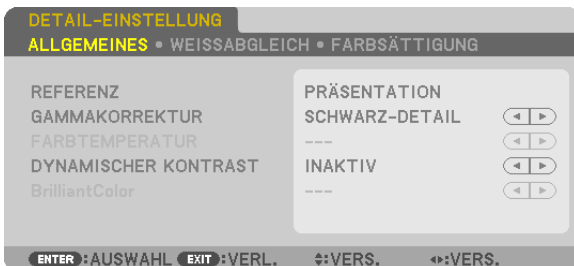 DETAIL-EINSTELLUNG
ALLGEMEINES • WEISSABGLEICH • FARBSÄTTIGUNG
REFERENZ PRÄSENTATION
GAMMAKORREKTUR SCHWARZ-DETAIL
FARBTEMPERATUR ---
DYNAMISCHER KONTRAST INAKTIV
BrilliantColor ---
ENTER:AUSWAHL EXIT:VERL. :VERS. :VERS.